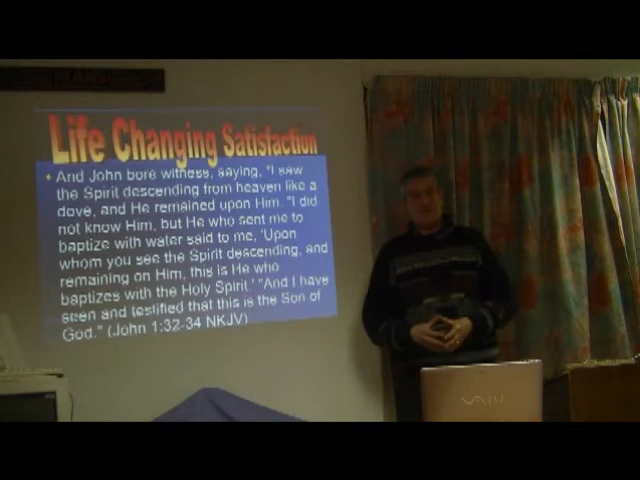 Life Changing Satisfaction
• And John bore witness, saying, "I saw
the Spirit descending from heaven like a
dove, and He remained upon Him. "I did
not know Him, but He who sent me to
baptize with water said to me, 'Upon
whom you see the Spirit descending, and
remaining on Him, this is He who
baptizes with the Holy Spirit.' "And I have
seen and testified that this is the Son of
God." (John 1:32-34 NKJV)
VAIO